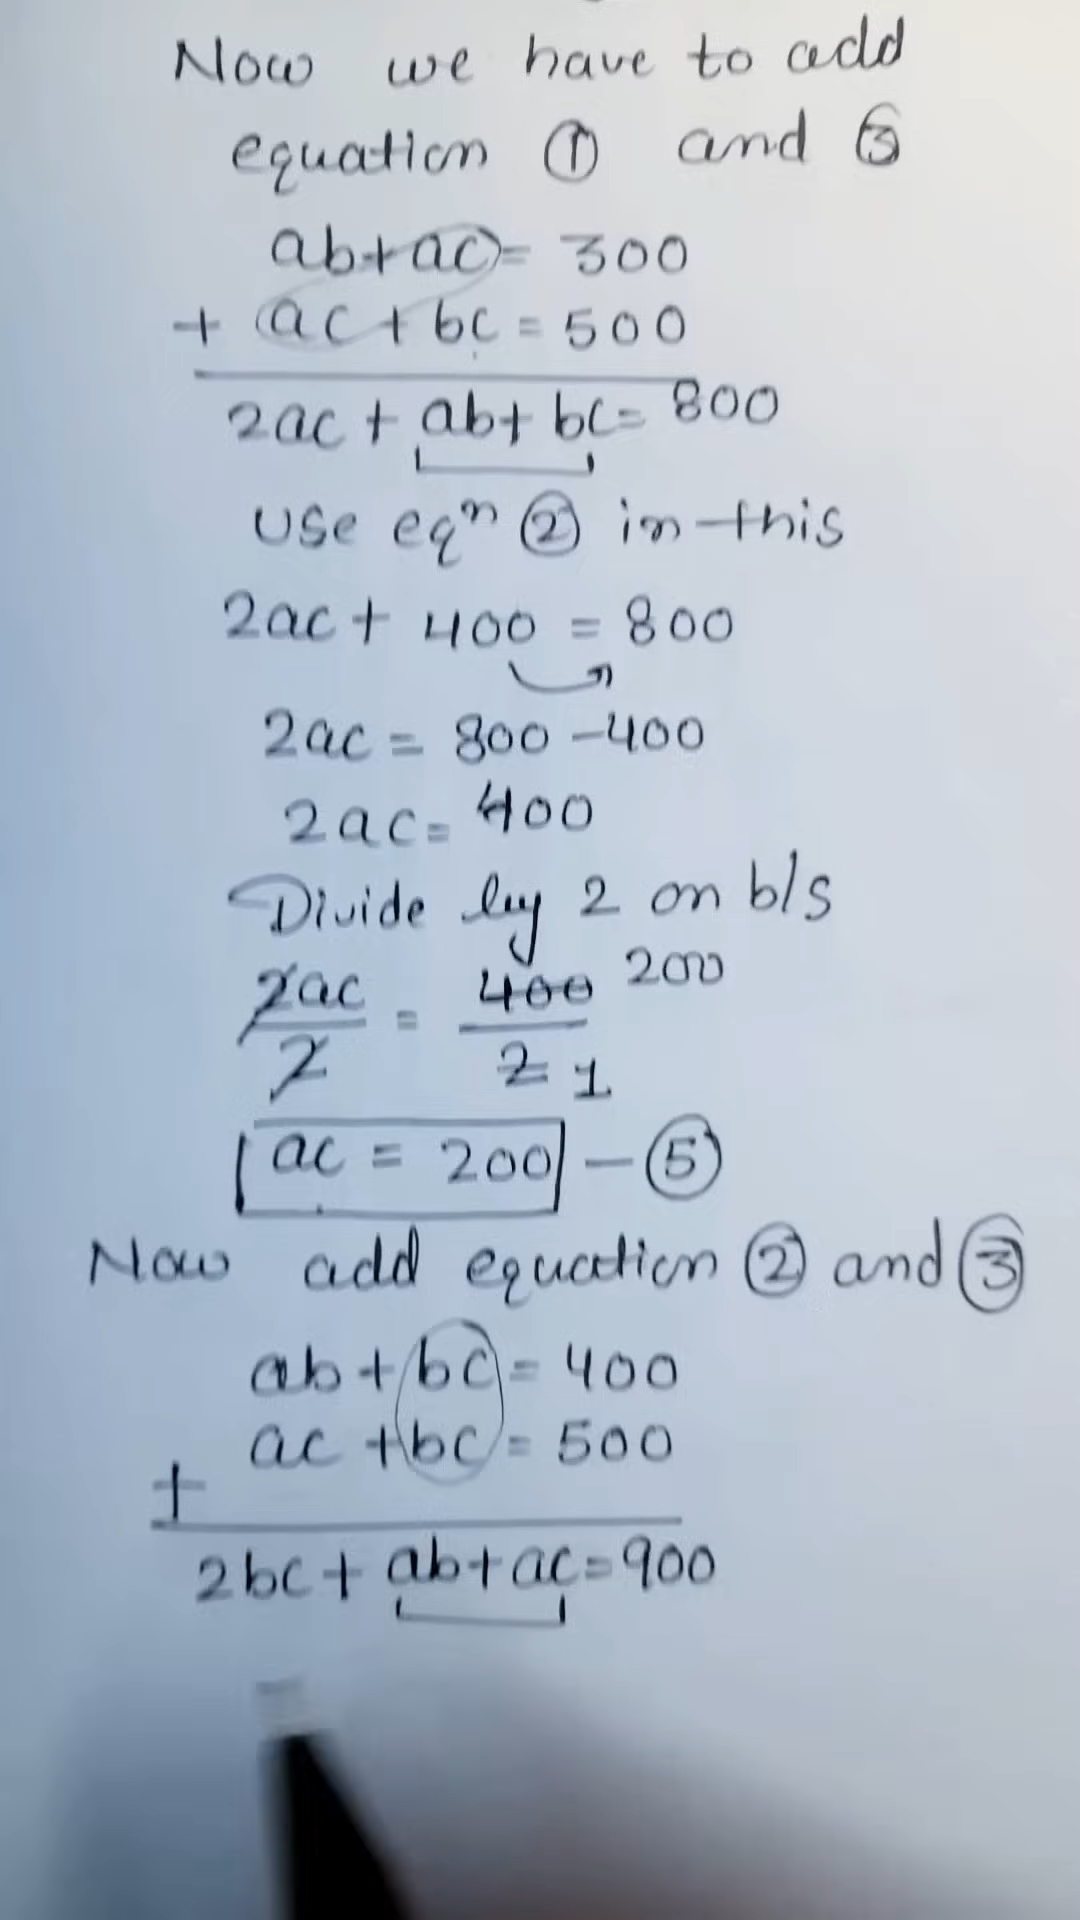 Now we have to add
equation ① and ③
ab+ac= 300
+ ac + bc = 500
2ac + ab+ bc= 800
use eqⁿ ② in this
2ac + 400 = 800
2ac = 800 -400
2ac= 400
Divide by 2 on b/s
2ac/2 = 400/2 200 1
ac = 200 - ⑤
Now add equation ② and ③
ab + bc = 400
ac + bc = 500
+
2bc + ab+ac=900